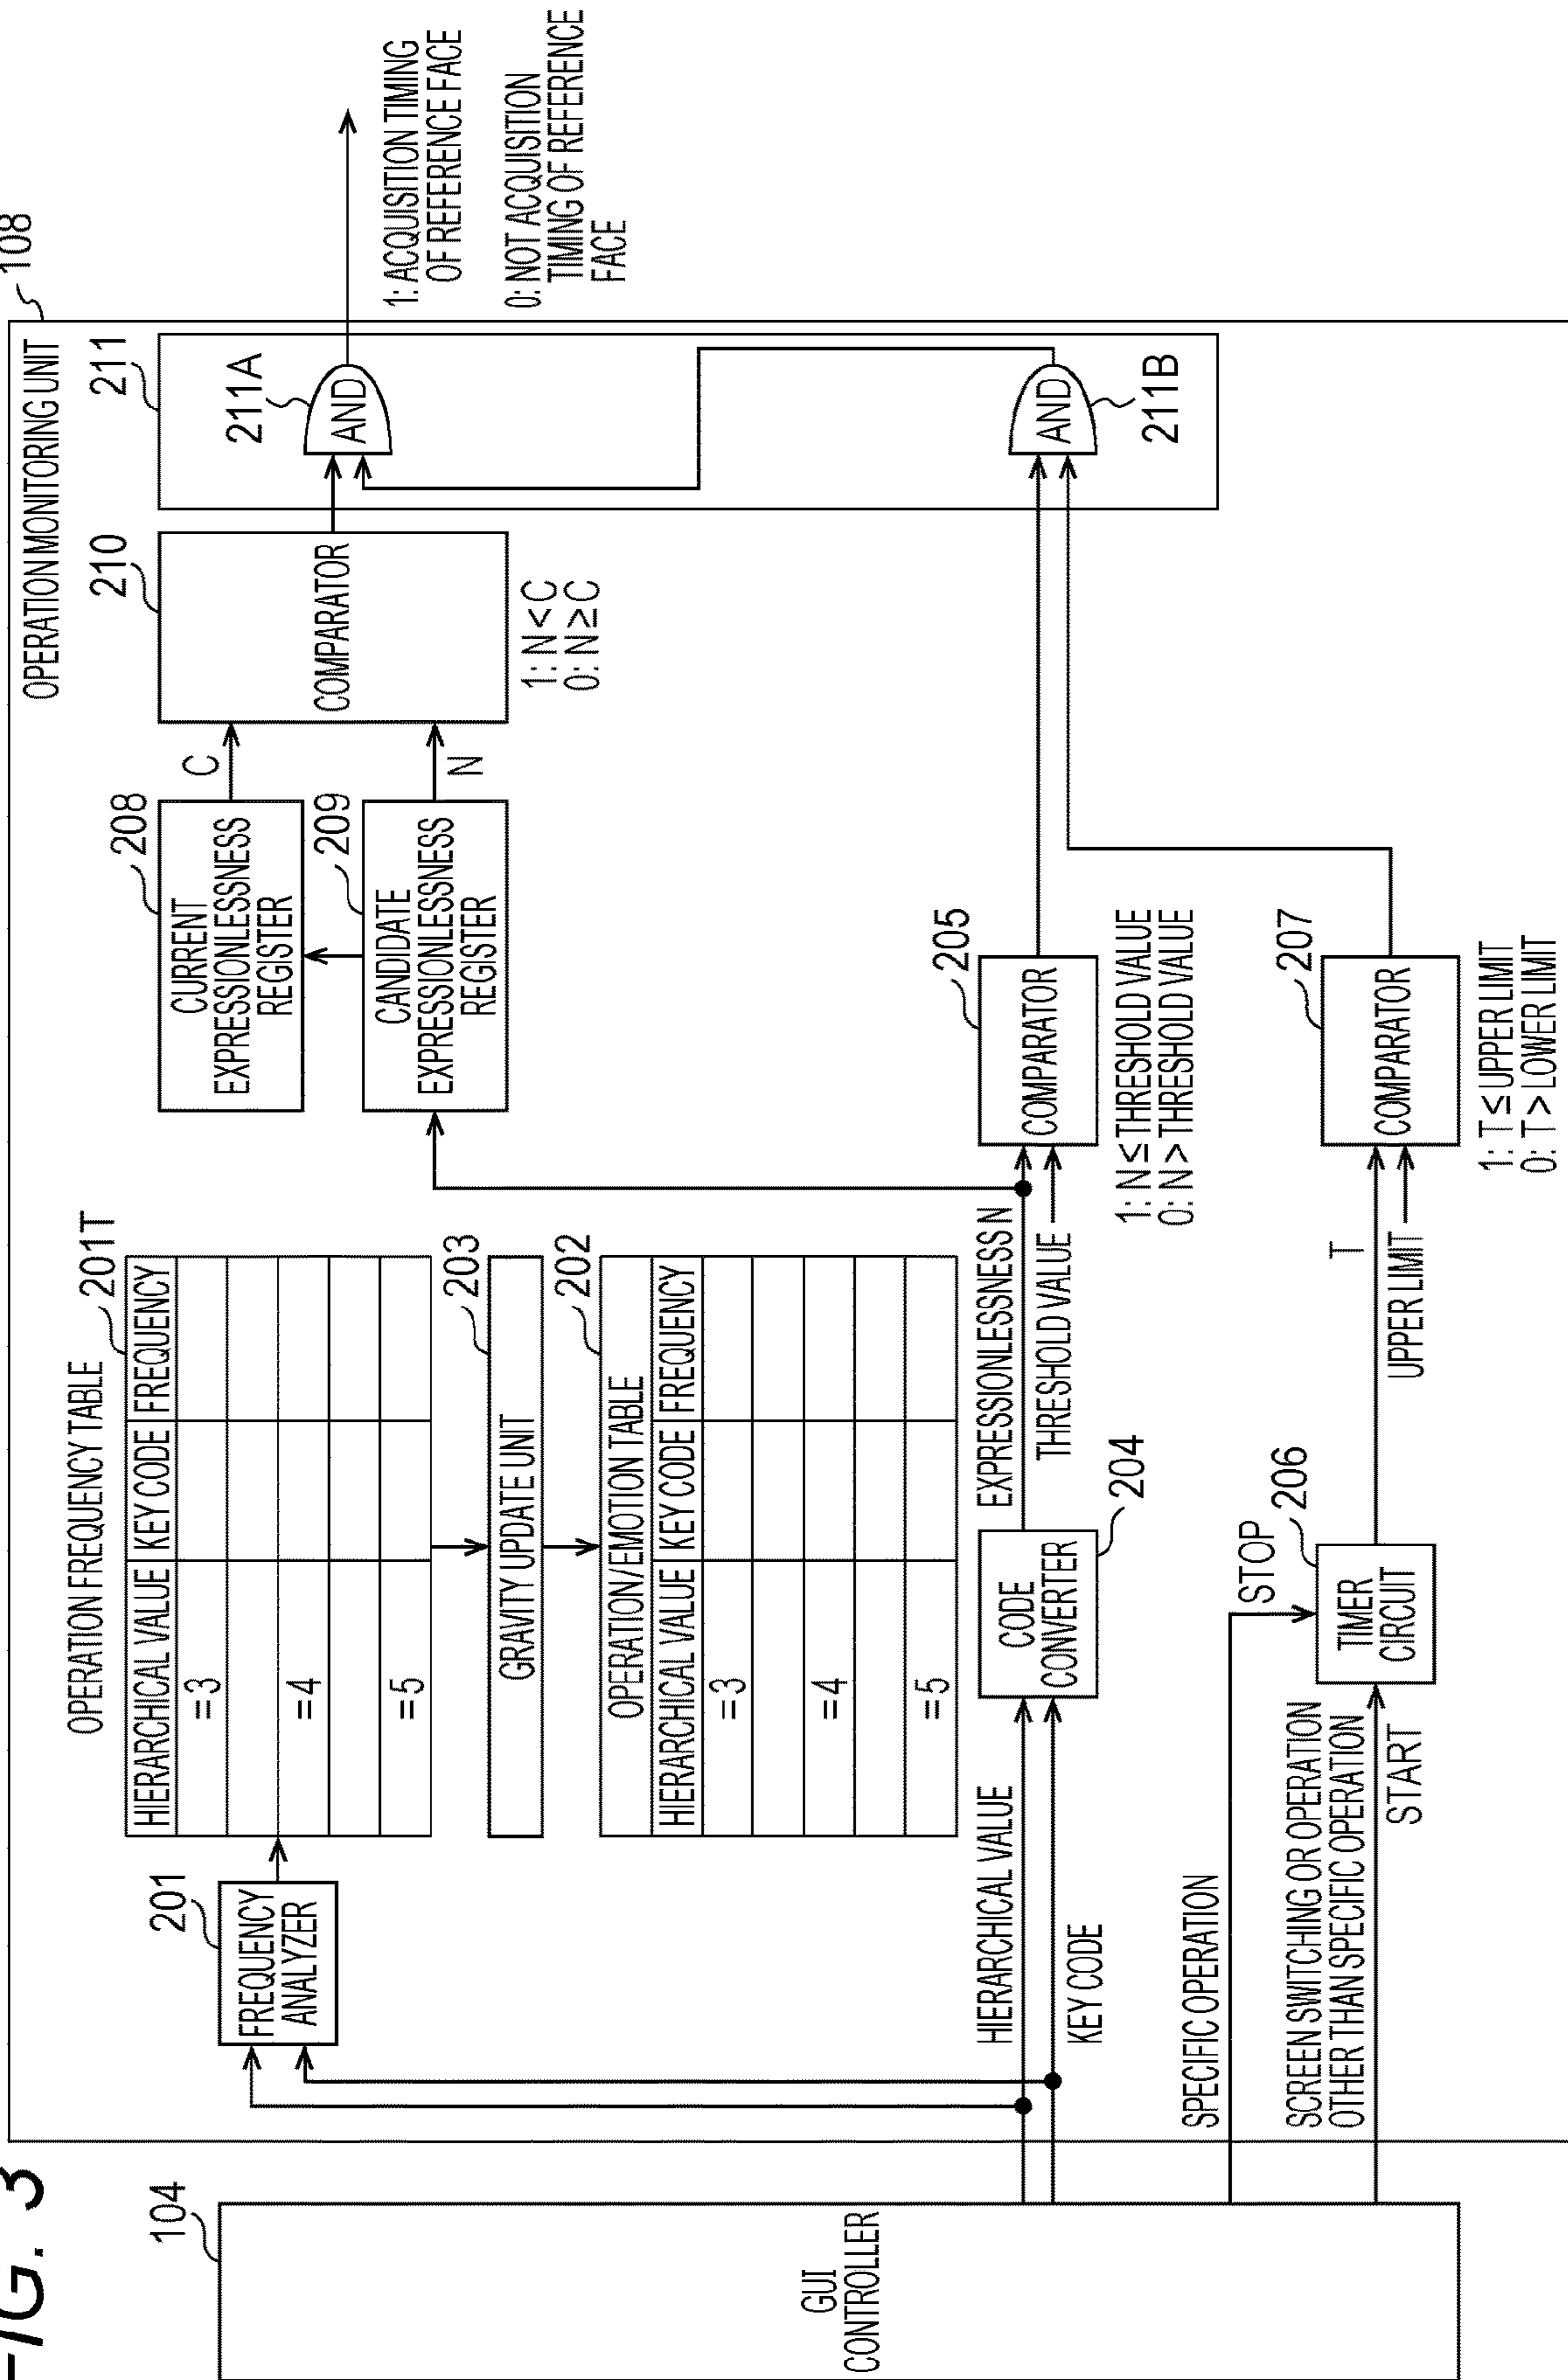 FIG. 3
104
GUI
CONTROLLER
OPERATION MONITORING UNIT
108
201
FREQUENCY
ANALYZER
OPERATION FREQUENCY TABLE
201T
HIERARCHICAL VALUE KEY CODE FREQUENCY
=3
=4
=5
203
GRAVITY UPDATE UNIT
202
OPERATION/EMOTION TABLE
HIERARCHICAL VALUE KEY CODE FREQUENCY
=3
=4
=5
HIERARCHICAL VALUE
KEY CODE
CODE
CONVERTER
204
EXPRESSIONLESSNESS N
THRESHOLD VALUE
SPECIFIC OPERATION
STOP
SCREEN SWITCHING OR OPERATION
OTHER THAN SPECIFIC OPERATION
START
206
TIMER
CIRCUIT
T
UPPER LIMIT
205
COMPARATOR
1: N≤THRESHOLD VALUE
0: N>THRESHOLD VALUE
207
COMPARATOR
1: T≤UPPER LIMIT
0: T>LOWER LIMIT
208
CURRENT
EXPRESSIONLESSNESS
REGISTER
C
209
CANDIDATE
EXPRESSIONLESSNESS
REGISTER
N
210
COMPARATOR
1: N<C
0: N≥C
211
211A
AND
AND
211B
1: ACQUISITION TIMING
OF REFERENCE FACE
0: NOT ACQUISITION
TIMING OF REFERENCE
FACE